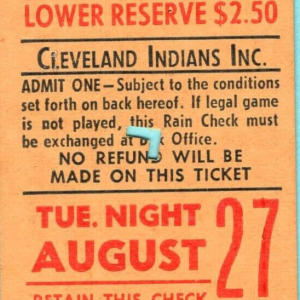 LOWER RESERVE $2.50
CLEVELAND INDIANS INC.
ADMIT ONE—Subject to the conditions
set forth on back hereof. If legal game
is not played, this Rain Check must
be exchanged at Office.
NO REFUND WILL BE
MADE ON THIS TICKET
TUE. NIGHT
AUGUST 27
RETAIN THIS CHECK